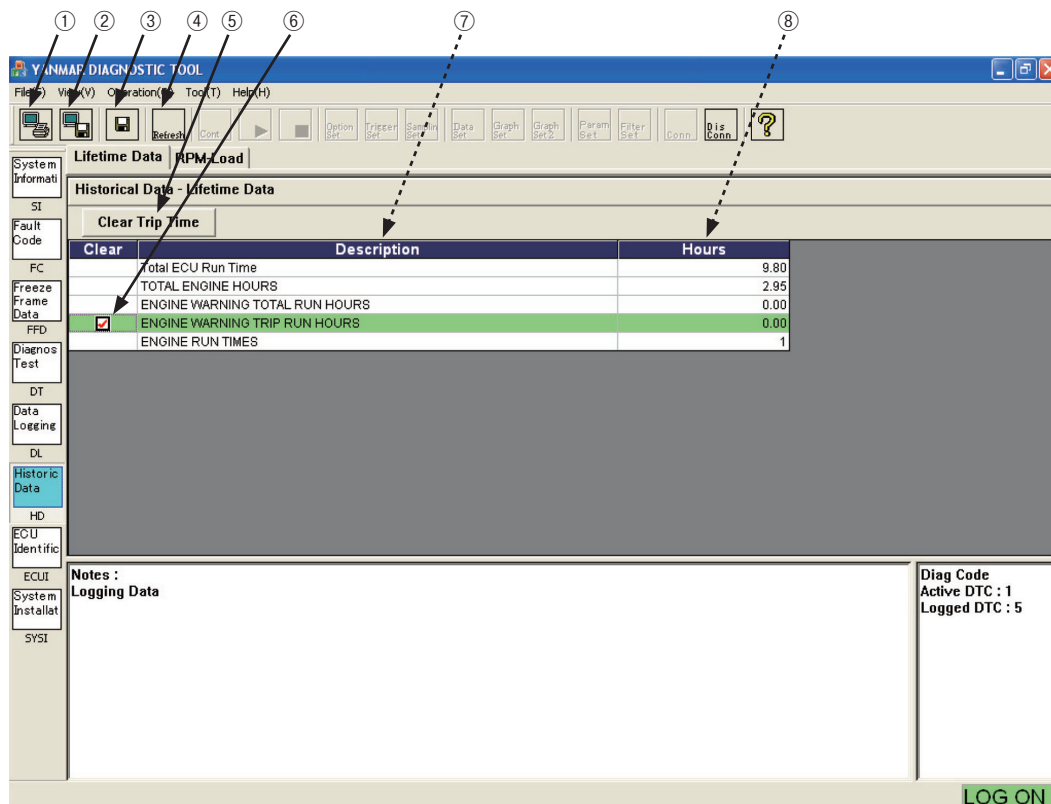 ① ② ③ ④ ⑤ ⑥ ⑦ ⑧
YANMAR DIAGNOSTIC TOOL
File(F) View(V) Operation(O) Tool(T) Help(H)
Refresh Cont. Option Set Trigger Set Samplin Set Data Set Graph Set Graph Set2 Param Set Filter Set Conn Dis Conn ?
Lifetime Data RPM-Load
Historical Data - Lifetime Data
Clear Trip Time
Clear Description Hours
Total ECU Run Time 9.80
TOTAL ENGINE HOURS 2.95
ENGINE WARNING TOTAL RUN HOURS 0.00
ENGINE WARNING TRIP RUN HOURS 0.00
ENGINE RUN TIMES 1
System
Informati
SI
Fault
Code
FC
Freeze
Frame
Data
FFD
Diagnos
Test
DT
Data
Logging
DL
Historic
Data
HD
ECU
Identific
ECUI
System
Installat
SYSI
Notes :
Logging Data
Diag Code
Active DTC : 1
Logged DTC : 5
LOG ON